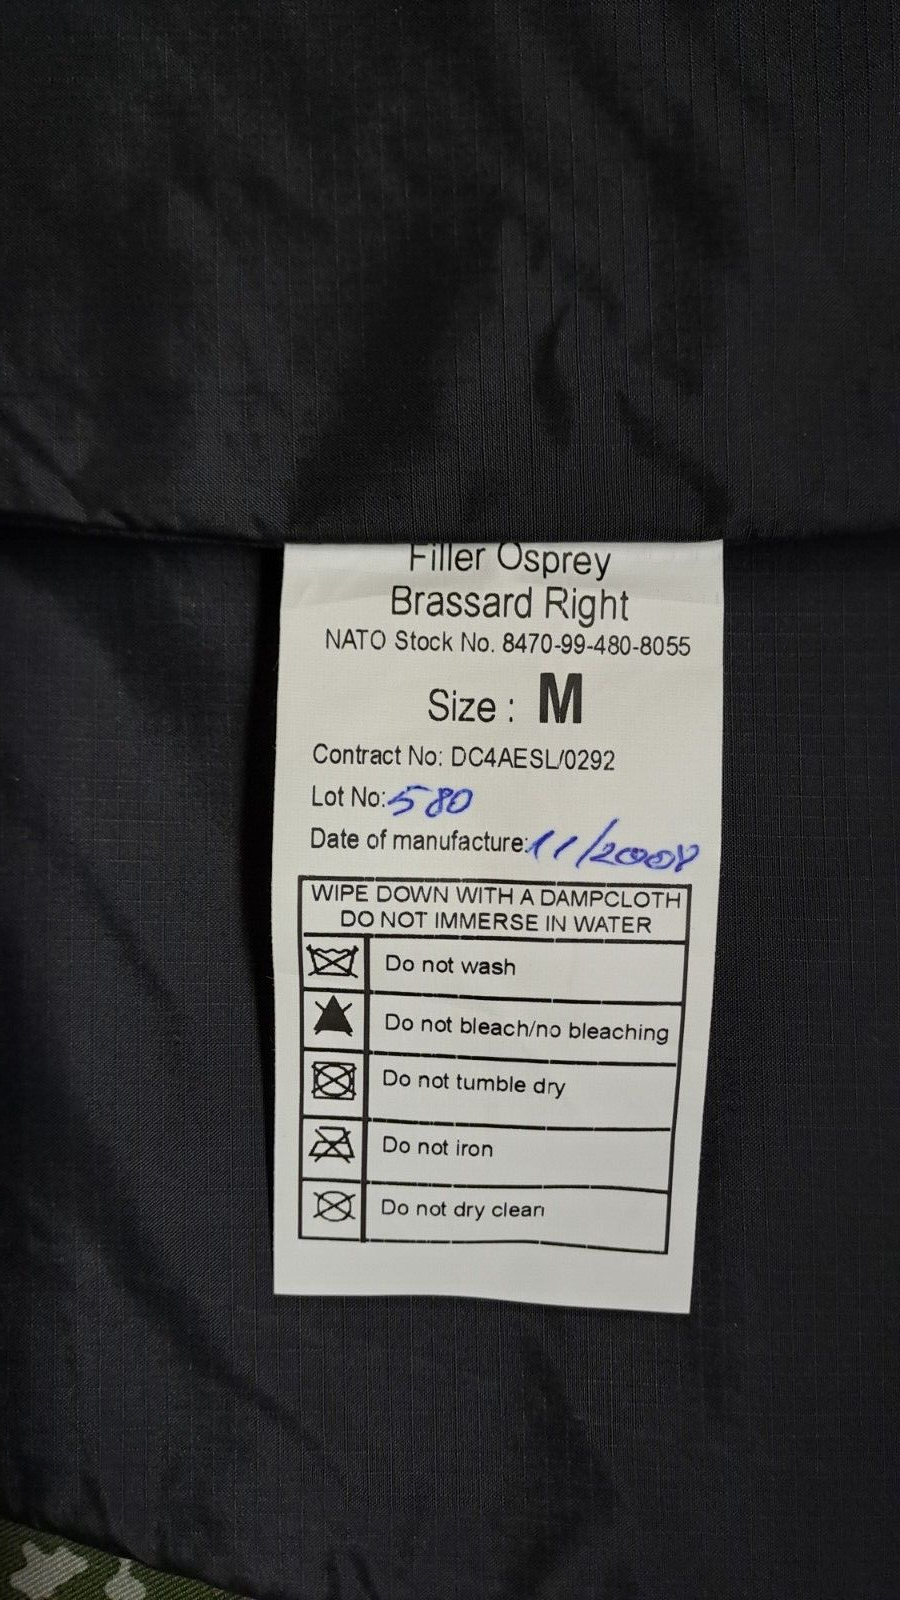 Filler Osprey
Brassard Right
NATO Stock No. 8470-99-480-8055
Size : M
Contract No: DC4AESL/0292
Lot No: 580
Date of manufacture: 11/2008
WIPE DOWN WITH A DAMPCLOTH
DO NOT IMMERSE IN WATER
Do not wash
Do not bleach/no bleaching
Do not tumble dry
Do not iron
Do not dry clean